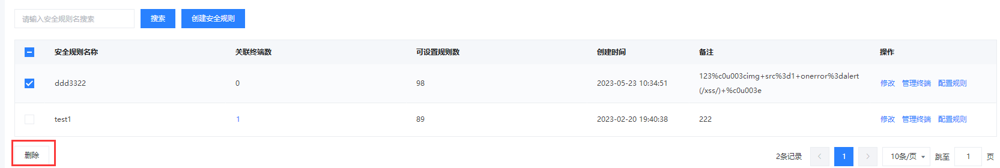 请输入安全规则名搜索 搜索 创建安全规则
安全规则名称 关联终端数 可设置规则数 创建时间 备注 操作
ddd3322 0 98 2023-05-23 10:34:51 123%c0u003cimg+src%3d1+onerror%3dalert 修改 管理终端 配置规则
(/xss/)+%c0u003e
test1 1 89 2023-02-20 19:40:38 222 修改 管理终端 配置规则
删除 2条记录 1 10条/页 跳至 1 页